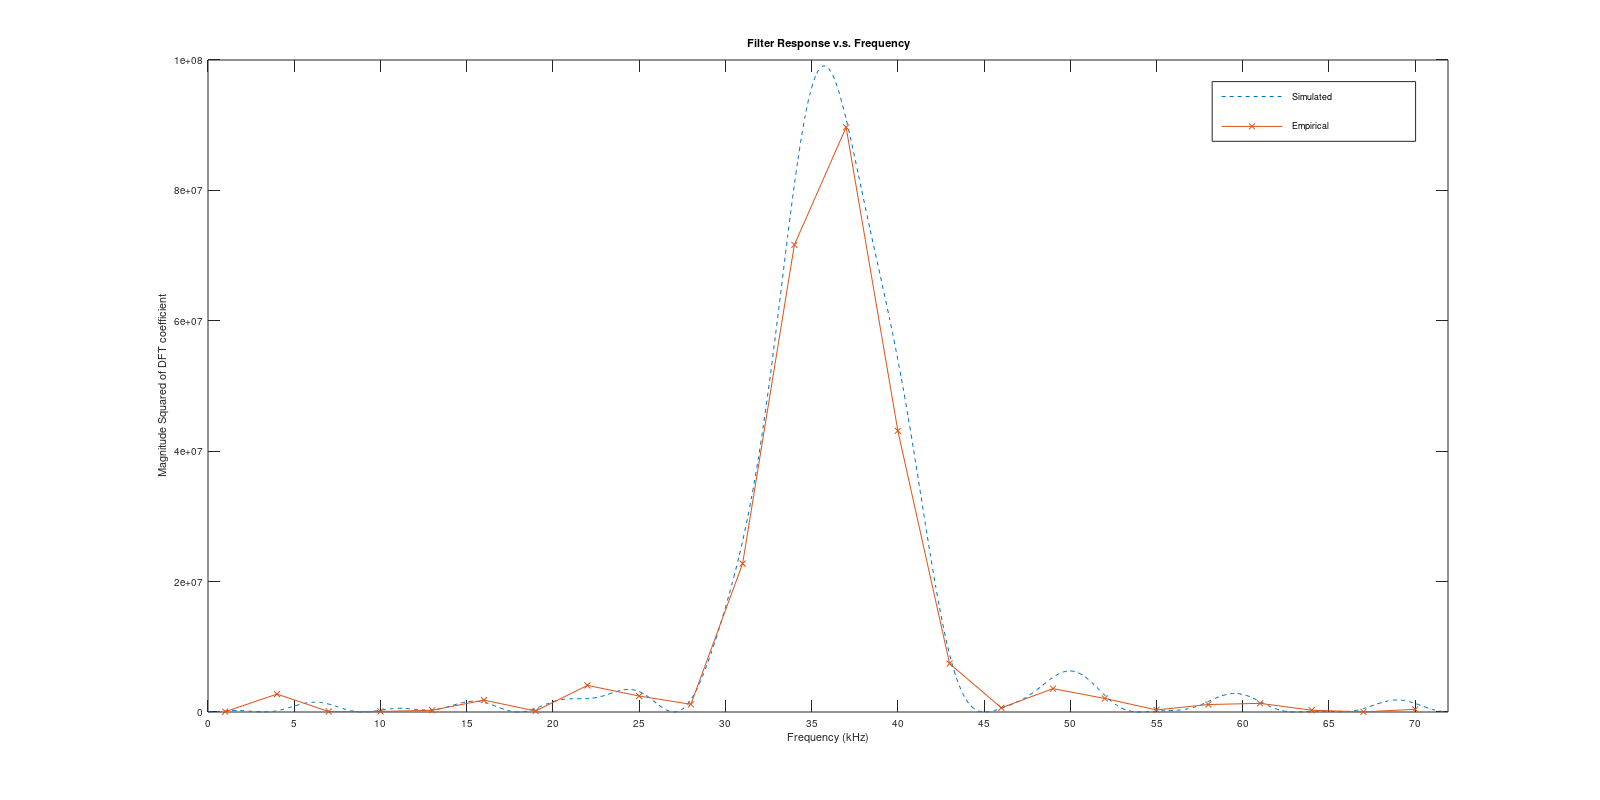 Filter Response v.s. Frequency
1e+08
8e+07
6e+07
4e+07
2e+07
0
Magnitude Squared of DFT coefficient
Simulated
Empirical
0 5 10 15 20 25 30 35 40 45 50 55 60 65 70
Frequency (kHz)